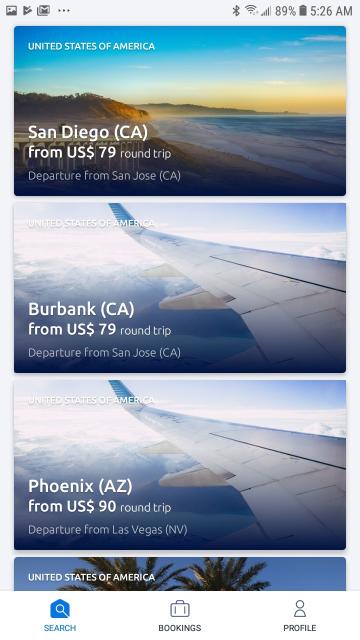 89% 5:26 AM
UNITED STATES OF AMERICA
San Diego (CA)
from US$ 79 round trip
Departure from San Jose (CA)
UNITED STATES OF AMERICA
Burbank (CA)
from US$ 79 round trip
Departure from San Jose (CA)
UNITED STATES OF AMERICA
Phoenix (AZ)
from US$ 90 round trip
Departure from Las Vegas (NV)
UNITED STATES OF AMERICA
SEARCH BOOKINGS PROFILE